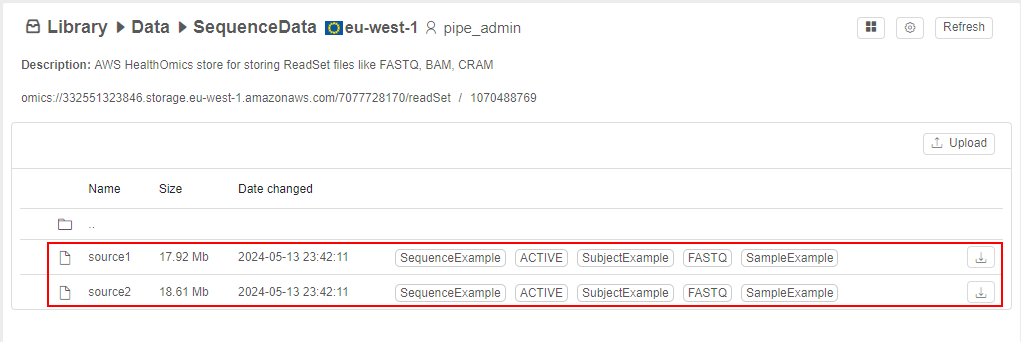 Library Data SequenceData eu-west-1 pipe_admin Refresh
Description: AWS HealthOmics store for storing ReadSet files like FASTQ, BAM, CRAM
omics://332551323846.storage.eu-west-1.amazonaws.com/7077728170/readSet / 1070488769
Upload
Name Size Date changed
..
source1 17.92 Mb 2024-05-13 23:42:11 SequenceExample ACTIVE SubjectExample FASTQ SampleExample
source2 18.61 Mb 2024-05-13 23:42:11 SequenceExample ACTIVE SubjectExample FASTQ SampleExample